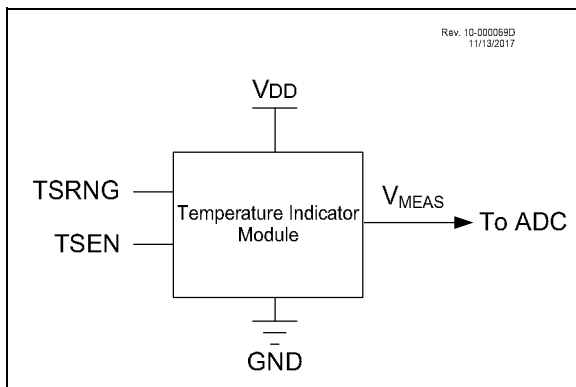 Rev. 10-000069D
11/13/2017
VDD
TSRNG
TSEN
Temperature Indicator
Module
VMEAS
To ADC
GND